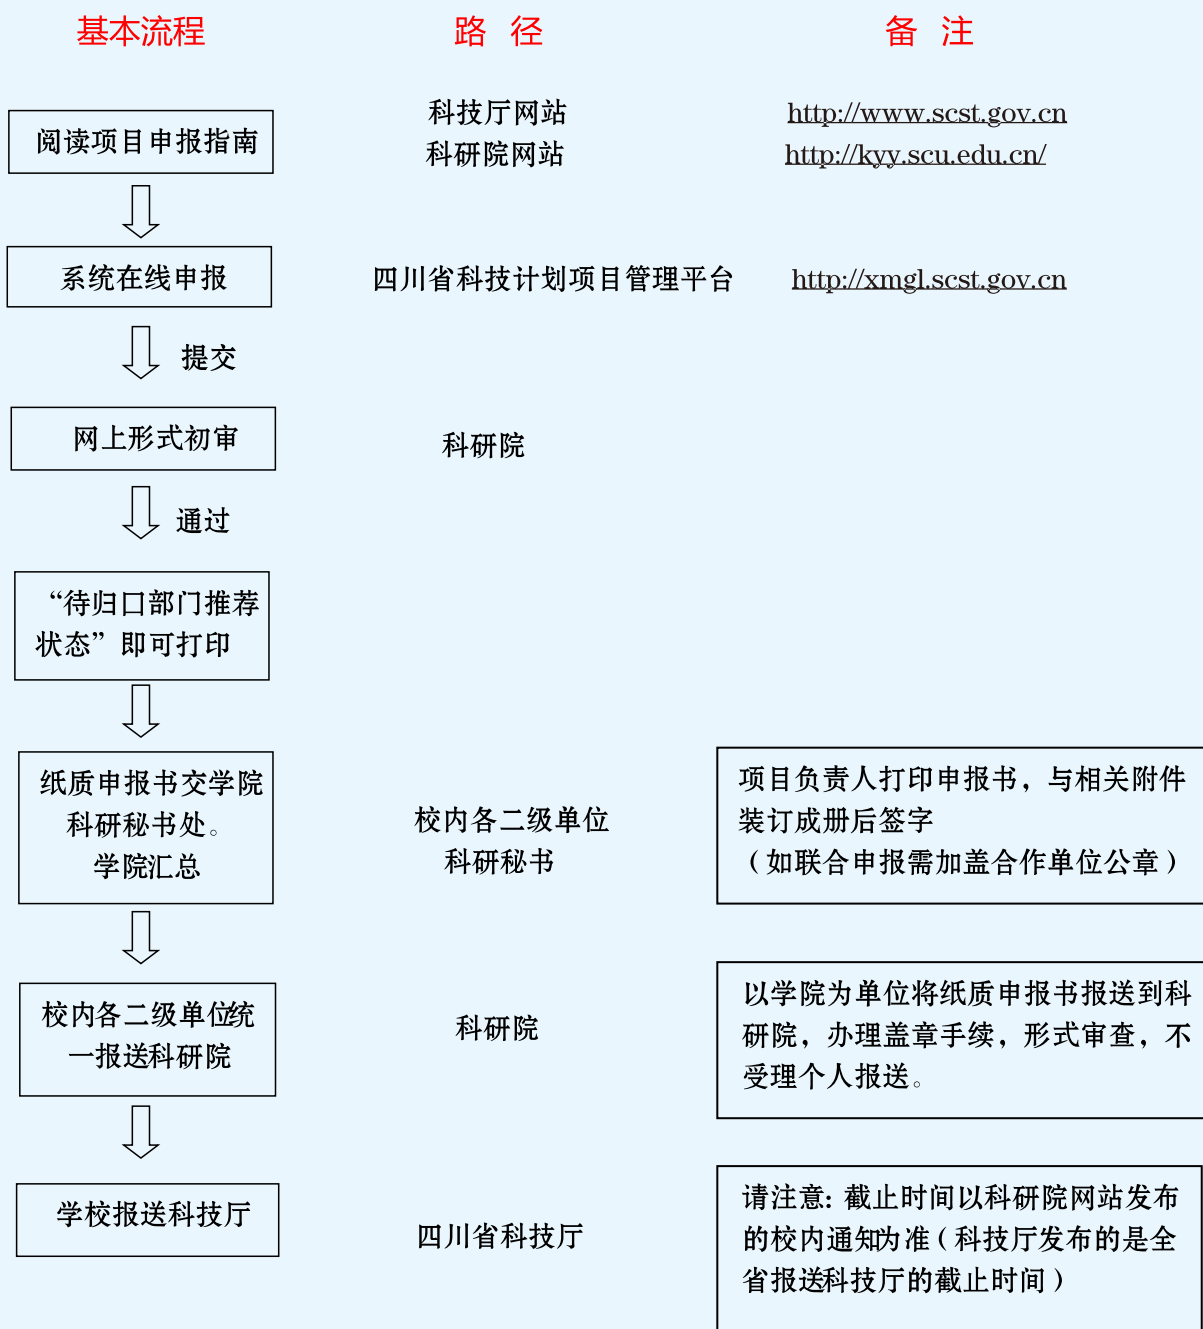 基本流程 路 径 备 注
科技厅网站 http://www.scst.gov.cn
阅读项目申报指南
科研院网站 http://kyy.scu.edu.cn/
系统在线申报 四川省科技计划项目管理平台 http://xmgl.scst.gov.cn
提交
网上形式初审 科研院
通过
“待归口部门推荐
状态”即可打印
纸质申报书交学院
科研秘书处。
学院汇总
校内各二级单位
科研秘书
项目负责人打印申报书，与相关附件
装订成册后签字
（如联合申报需加盖合作单位公章）
校内各二级单位统
一报送科研院
科研院
以学院为单位将纸质申报书报送到科
研院，办理盖章手续，形式审查，不
受理个人报送。
学校报送科技厅
四川省科技厅
请注意：截止时间以科研院网站发布
的校内通知为准（科技厅发布的是全
省报送科技厅的截止时间）